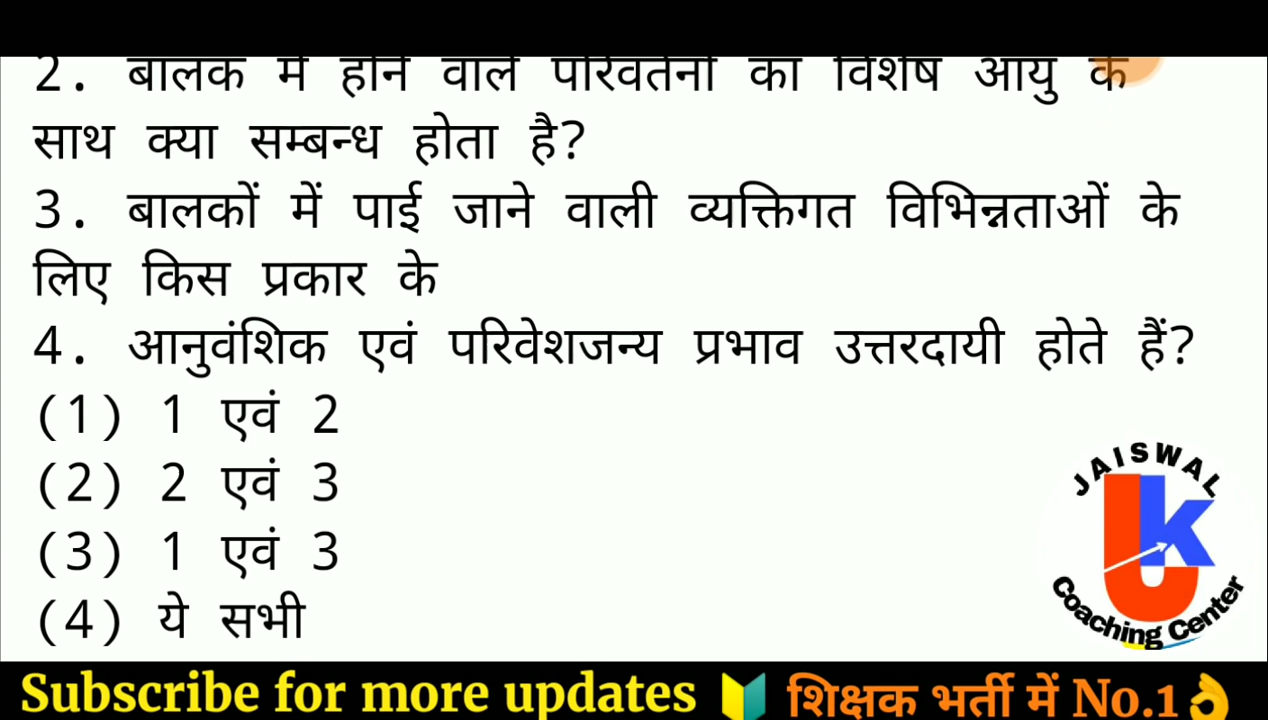 2. बालक में होने वाले परिवर्तनों का विशेष आयु के
साथ क्या सम्बन्ध होता है?
3. बालकों में पाई जाने वाली व्यक्तिगत विभिन्नताओं के
लिए किस प्रकार के
4. आनुवंशिक एवं परिवेशजन्य प्रभाव उत्तरदायी होते हैं?
(1) 1 एवं 2
(2) 2 एवं 3
(3) 1 एवं 3
(4) ये सभी
JAISWAL
JK
Coaching Center
Subscribe for more updates शिक्षक भर्ती में No.1